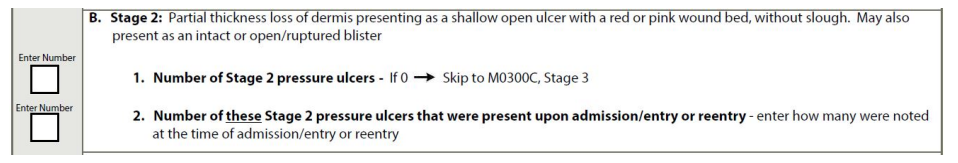 B. Stage 2: Partial thickness loss of dermis presenting as a shallow open ulcer with a red or pink wound bed, without slough. May also
present as an intact or open/ruptured blister
Enter Number
1. Number of Stage 2 pressure ulcers - If 0 → Skip to M0300C, Stage 3
Enter Number
2. Number of these Stage 2 pressure ulcers that were present upon admission/entry or reentry - enter how many were noted
at the time of admission/entry or reentry